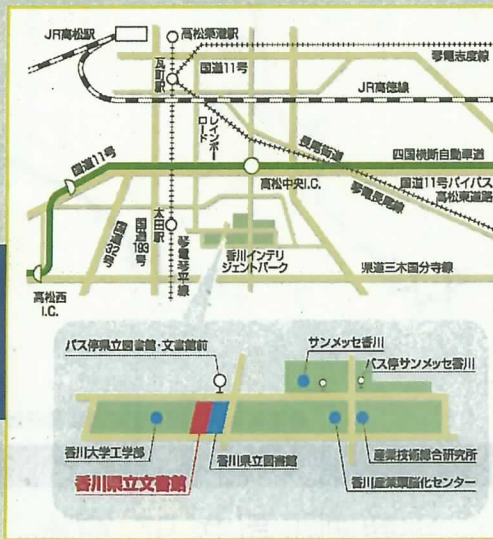 JR高松駅
高松築港駅
瓦町駅
国道11号
琴電志度線
JR高徳線
レインボーロード
長尾街道
四国横断自動車道
国道11号
高松中央I.C.
国道11号バイパス
高松東道路
琴電長尾線
国道32号
国道193号
太田駅
琴電琴平線
香川インテリ
ジェントパーク
県道三木国分寺線
高松西
I.C.
バス停県立図書館・文書館前
サンメッセ香川
バス停サンメッセ香川
香川大学工学部
香川県立図書館
産業技術総合研究所
香川県立文書館
香川産業頭脳化センター